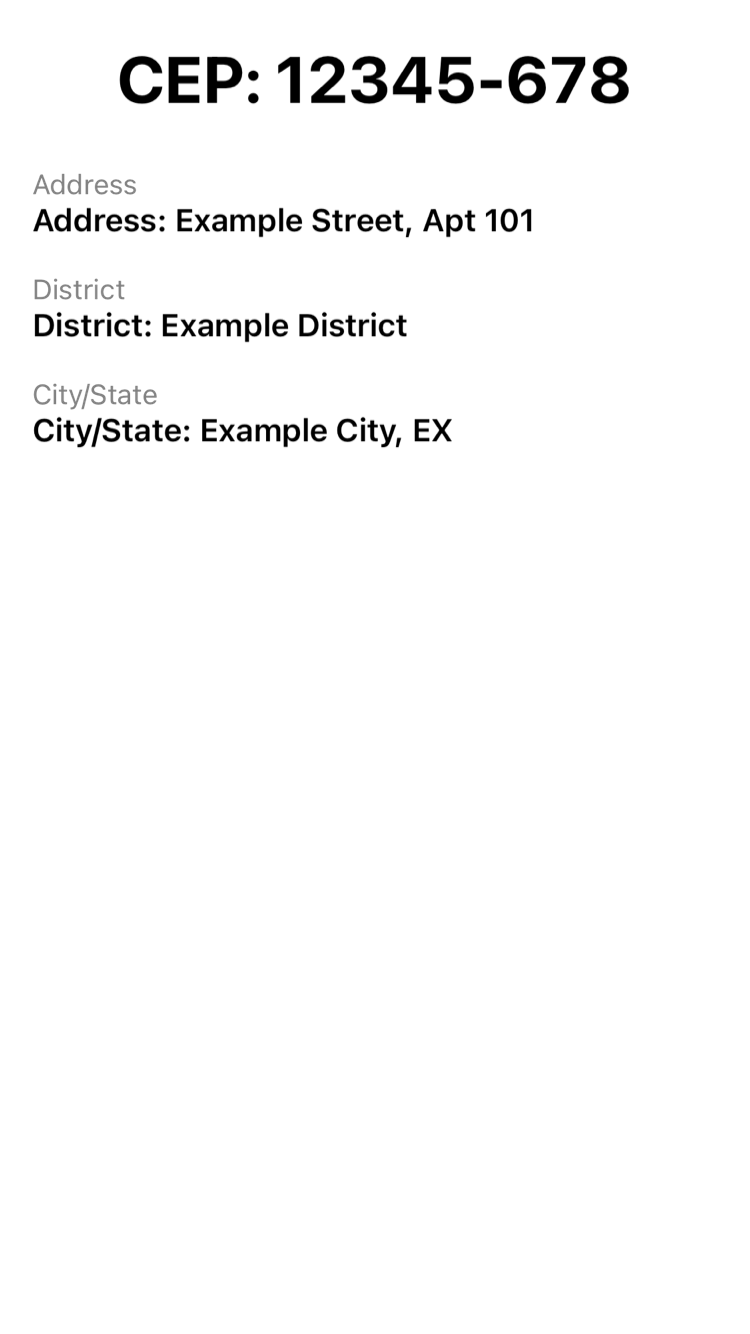 CEP: 12345-678
Address
Address: Example Street, Apt 101
District
District: Example District
City/State
City/State: Example City, EX